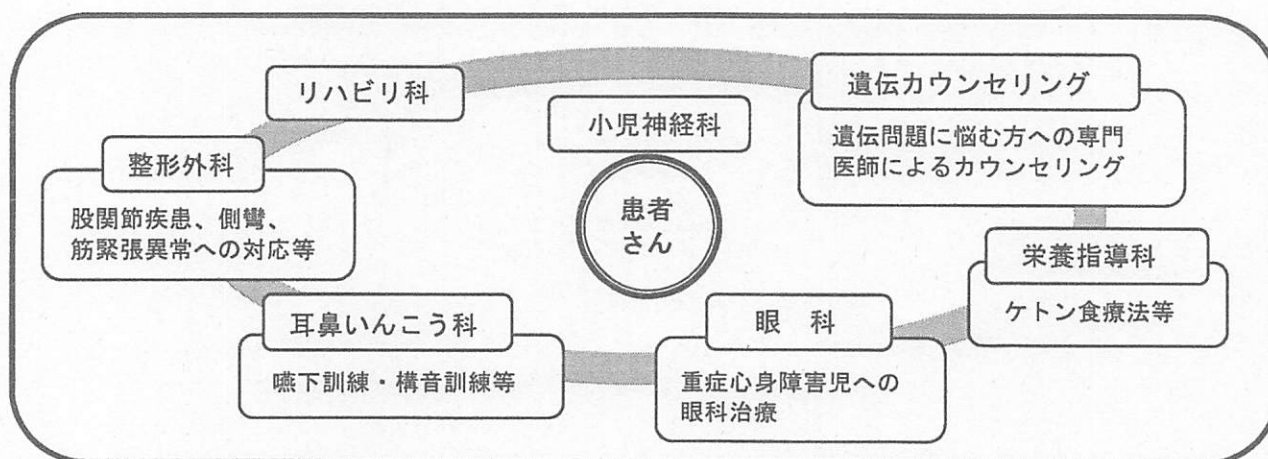 リハビリ科
遺伝カウンセリング
遺伝問題に悩む方への専門
医師によるカウンセリング
小児神経科
患者
さん
整形外科
股関節疾患、側彎、
筋緊張異常への対応等
栄養指導科
ケトン食療法等
耳鼻いんこう科
嚥下訓練・構音訓練等
眼　科
重症心身障害児への
眼科治療